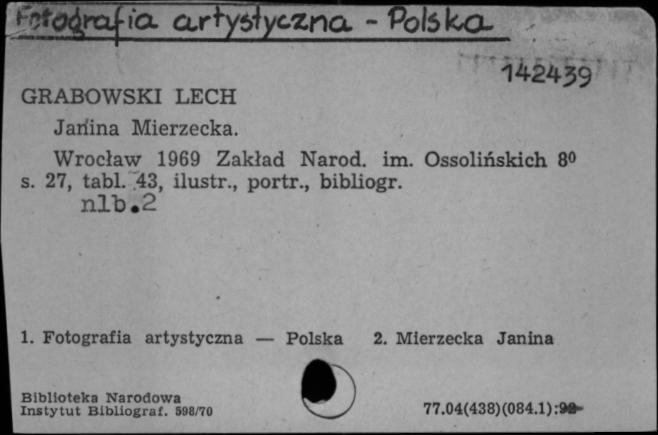 Fotografia artystyczna - Polska
142439
GRABOWSKI LECH
Janina Mierzecka.
Wrocław 1969 Zakład Narod. im. Ossolińskich 8⁰
s. 27, tabl. 43, ilustr., portr., bibliogr.
nlb.2
1. Fotografia artystyczna — Polska 2. Mierzecka Janina
Biblioteka Narodowa
Instytut Bibliograf. 598/70
77.04(438)(084.1):92-